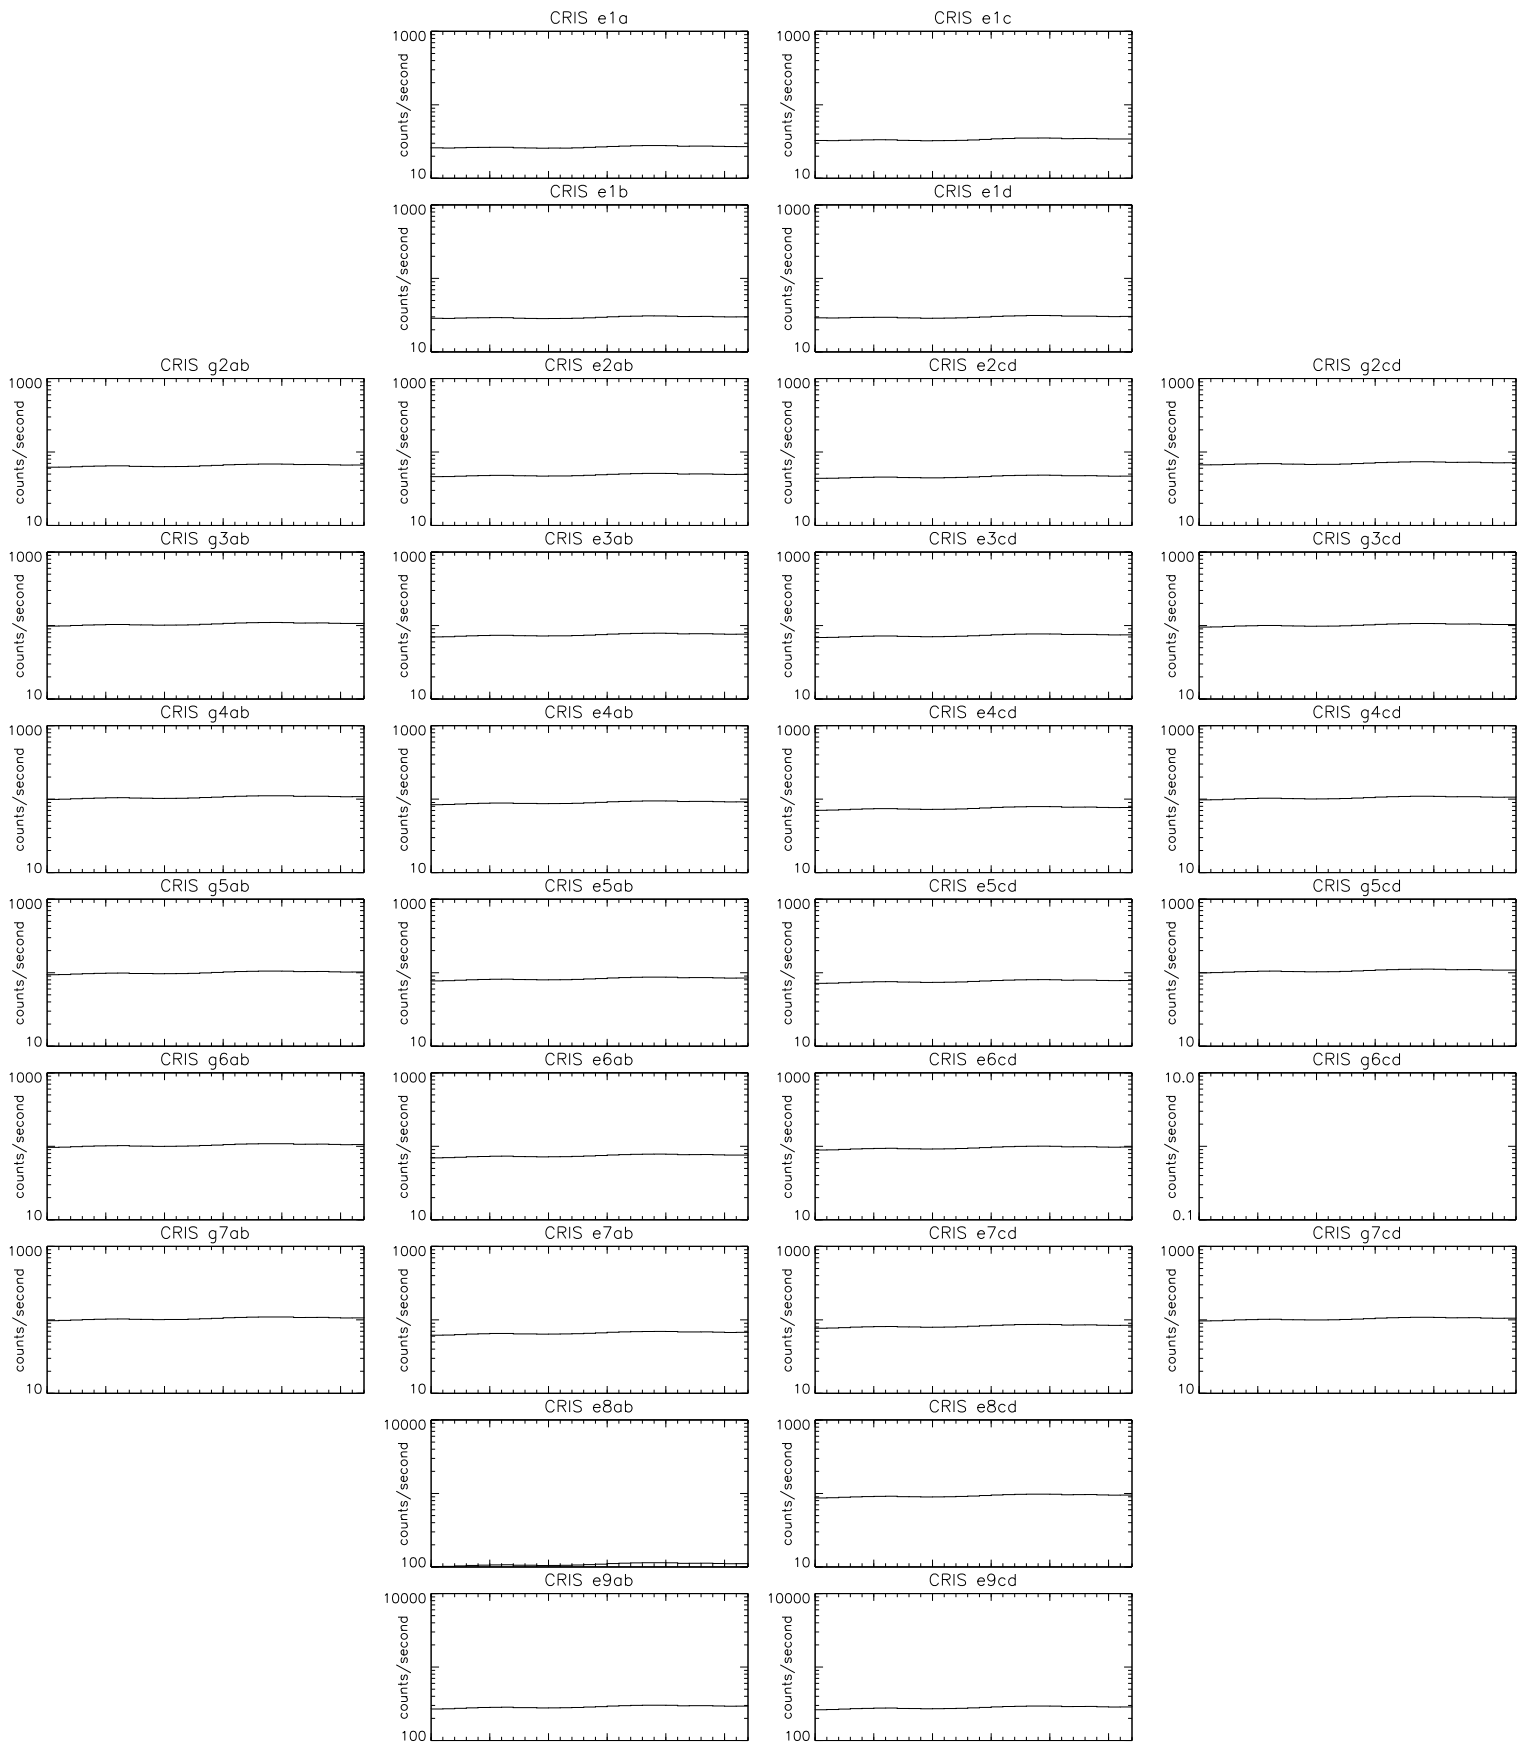 CRIS e1a
CRIS e1c
1000
counts/second
10
1000
counts/second
10
CRIS e1b
CRIS e1d
1000
counts/second
10
1000
counts/second
10
CRIS g2ab
CRIS e2ab
CRIS e2cd
CRIS g2cd
1000
counts/second
10
1000
counts/second
10
1000
counts/second
10
1000
counts/second
10
CRIS g3ab
CRIS e3ab
CRIS e3cd
CRIS g3cd
1000
counts/second
10
1000
counts/second
10
1000
counts/second
10
1000
counts/second
10
CRIS g4ab
CRIS e4ab
CRIS e4cd
CRIS g4cd
1000
counts/second
10
1000
counts/second
10
1000
counts/second
10
1000
counts/second
10
CRIS g5ab
CRIS e5ab
CRIS e5cd
CRIS g5cd
1000
counts/second
10
1000
counts/second
10
1000
counts/second
10
1000
counts/second
10
CRIS g6ab
CRIS e6ab
CRIS e6cd
CRIS g6cd
1000
counts/second
10
1000
counts/second
10
1000
counts/second
10
10.0
counts/second
0.1
CRIS g7ab
CRIS e7ab
CRIS e7cd
CRIS g7cd
1000
counts/second
10
1000
counts/second
10
1000
counts/second
10
1000
counts/second
10
CRIS e8ab
CRIS e8cd
10000
counts/second
100
1000
counts/second
10
CRIS e9ab
CRIS e9cd
10000
counts/second
100
10000
counts/second
100